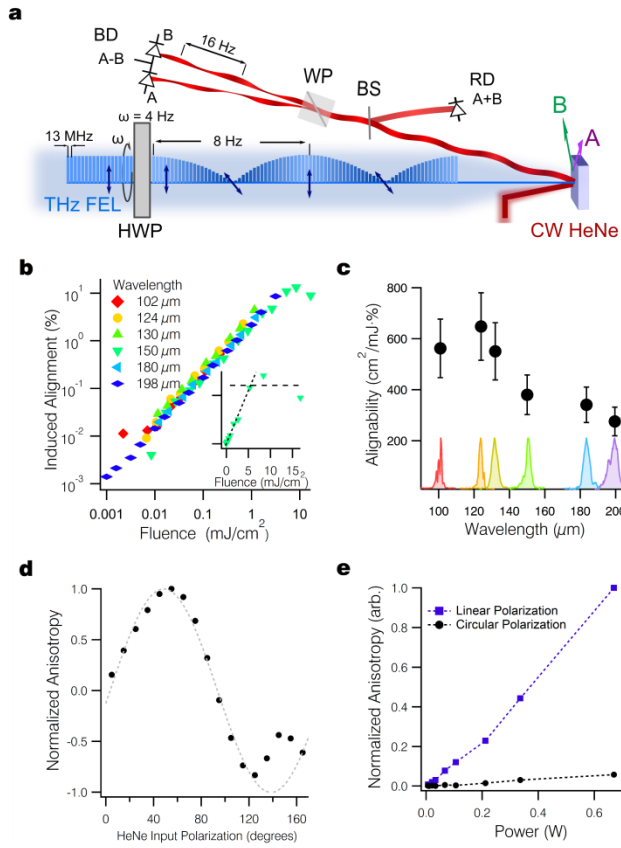 a
BD
B
A-B
A
16 Hz
WP
BS
RD
A+B
B
A
ω = 4 Hz
ω
13 MHz
8 Hz
THz FEL
HWP
CW HeNe
b
Wavelength
102 µm
124 µm
130 µm
150 µm
180 µm
198 µm
Induced Alignment (%)
10¹
10⁰
10⁻¹
10⁻²
10⁻³
0.001
0.01
0.1
1
10
Fluence (mJ/cm²)
0
5
10
15
Fluence (mJ/cm²)
c
Alignability (cm²/mJ·%)
800
600
400
200
100
120
140
160
180
200
Wavelength (µm)
d
Normalized Anisotropy
1.0
0.5
0.0
-0.5
-1.0
0
40
80
120
160
HeNe Input Polarization (degrees)
e
Normalized Anisotropy (arb.)
1.0
0.8
0.6
0.4
0.2
0.0
Linear Polarization
Circular Polarization
0.0
0.2
0.4
0.6
Power (W)